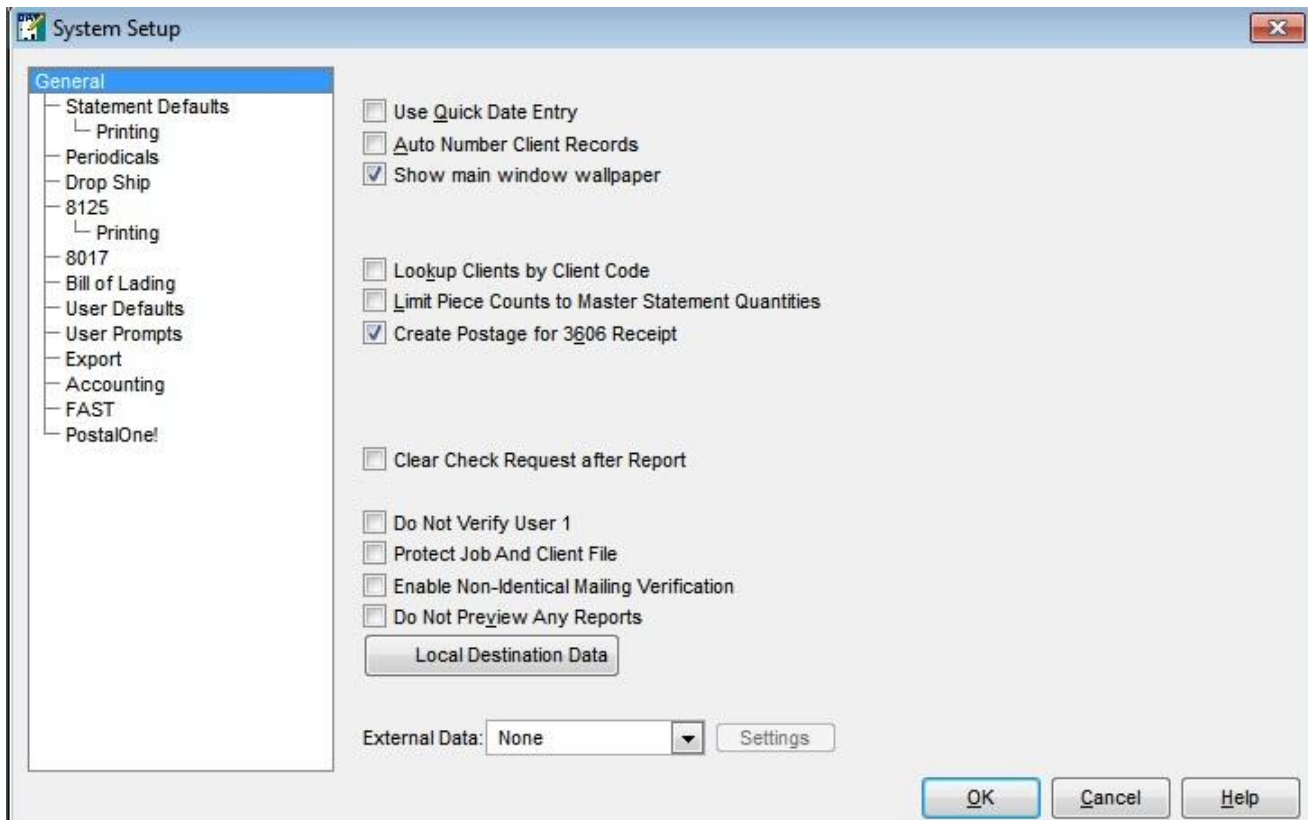 System Setup
General
Statement Defaults
Printing
Periodicals
Drop Ship
8125
Printing
8017
Bill of Lading
User Defaults
User Prompts
Export
Accounting
FAST
PostalOne!
Use Quick Date Entry
Auto Number Client Records
Show main window wallpaper
Lookup Clients by Client Code
Limit Piece Counts to Master Statement Quantities
Create Postage for 3606 Receipt
Clear Check Request after Report
Do Not Verify User 1
Protect Job And Client File
Enable Non-Identical Mailing Verification
Do Not Preview Any Reports
Local Destination Data
External Data: None Settings
OK Cancel Help